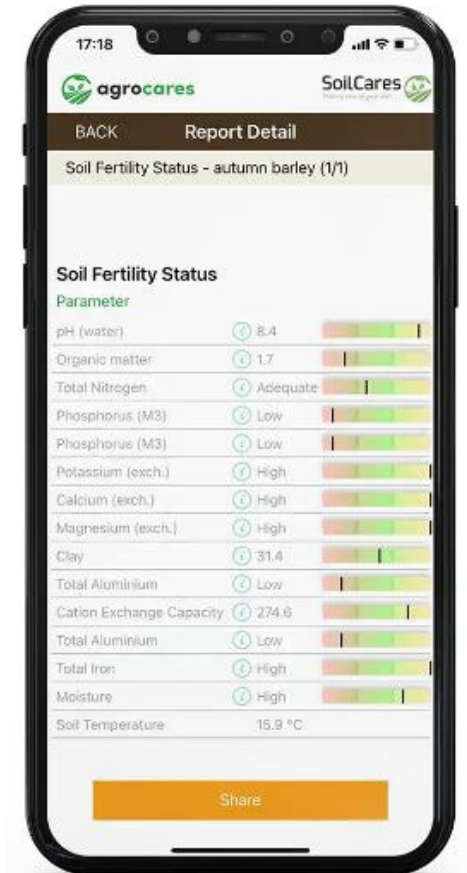 17:18
agrocares
SoilCares
BACK Report Detail
Soil Fertility Status - autumn barley (1/1)
Soil Fertility Status
Parameter
pH (water) 8.4
Organic matter 1.7
Total Nitrogen Adequate
Phosphorus (M3) Low
Phosphorus (M3) Low
Potassium (exch.) High
Calcium (exch.) High
Magnesium (exch.) High
Clay 31.4
Total Aluminium Low
Cation Exchange Capacity 274.6
Total Aluminium Low
Total Iron High
Moisture High
Soil Temperature 15.9 °C
Share